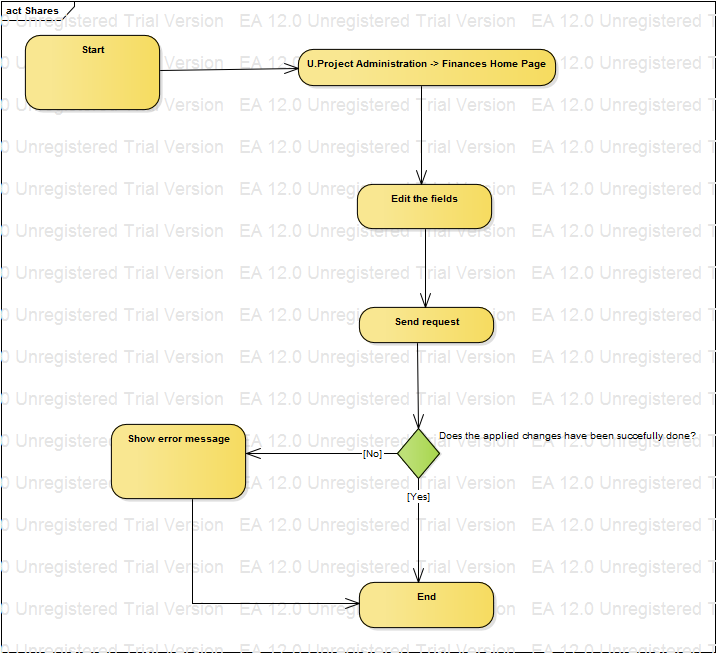 act Shares
Start
U.Project Administration -> Finances Home Page
Edit the fields
Send request
Does the applied changes have been succefully done?
Show error message
[No]
[Yes]
End
EA 12.0 Unregistered Trial Version